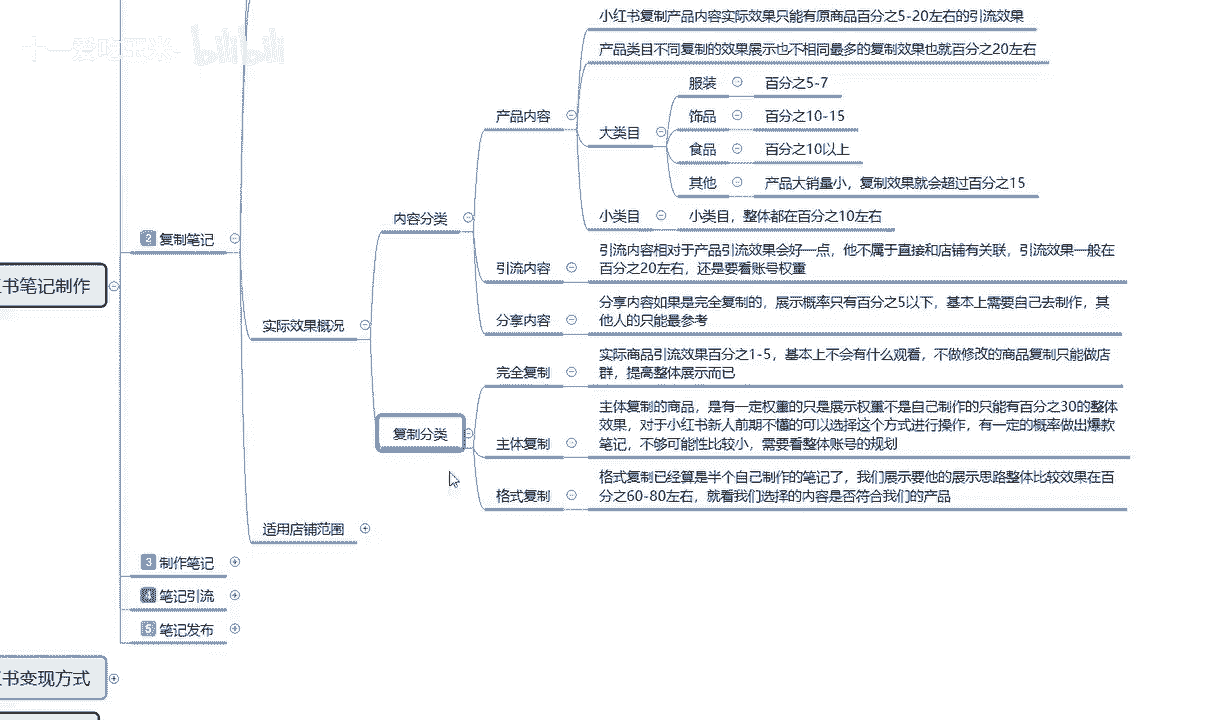 小红书复制产品内容实际效果只能有原商品百分之5-20左右的引流效果
产品类目不同复制的效果展示也不相同最多的复制效果也就百分之20左右
产品内容
大类目
服装
百分之5-7
饰品
百分之10-15
食品
百分之10以上
其他
产品大销量小，复制效果就会超过百分之15
小类目
小类目，整体都在百分之10左右
2 复制笔记
内容分类
引流内容
引流内容相对于产品引流效果会好一点，他不属于直接和店铺有关联，引流效果一般在
百分之20左右，还是要看账号权重
书笔记制作
分享内容
分享内容如果是完全复制的，展示概率只有百分之5以下，基本上需要自己去制作，其
他人的只能最参考
实际效果概况
完全复制
实际商品引流效果百分之1-5，基本上不会有什么观看，不做修改的商品复制只能做店
群，提高整体展示而已
复制分类
主体复制
主体复制的商品，是有一定权重的只是展示权重不是自己制作的只能有百分之30的整体
效果，对于小红书新人前期不懂的可以选择这个方式进行操作，有一定的概率做出爆款
笔记，不够可能性比较小，需要看整体账号的规划
格式复制
格式复制已经算是半个自己制作的笔记了，我们展示要他的展示思路整体比较效果在百
分之60-80左右，就看我们选择的内容是否符合我们的产品
适用店铺范围
3 制作笔记
4 笔记引流
5 笔记发布
书变现方式
bilibili